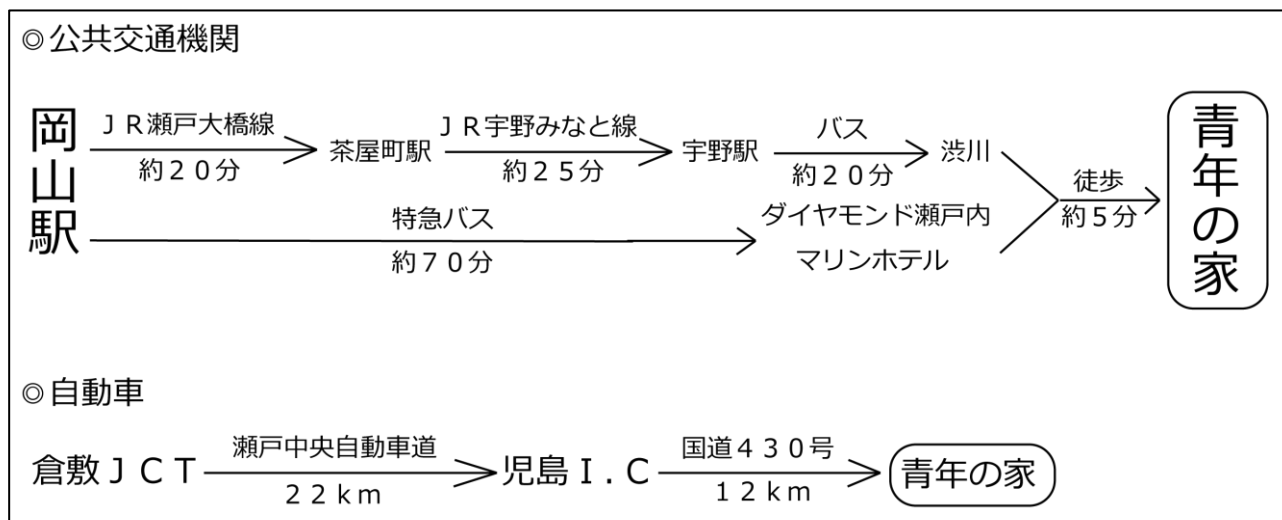 ◎公共交通機関
岡山駅
ＪＲ瀬戸大橋線
約２０分
茶屋町駅
ＪＲ宇野みなと線
約２５分
宇野駅
バス
約２０分
渋川
特急バス
約７０分
ダイヤモンド瀬戸内
マリンホテル
徒歩
約５分
青年の家
◎自動車
倉敷ＪＣＴ
瀬戸中央自動車道
２２ｋｍ
児島Ｉ．Ｃ
国道４３０号
１２ｋｍ
青年の家